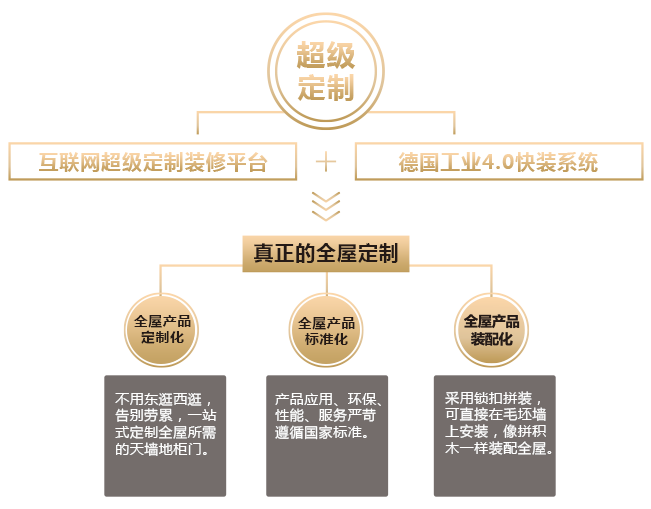 超级
定制
互联网超级定制装修平台
+
德国工业4.0快装系统
真正的全屋定制
全屋产品
定制化
全屋产品
标准化
全屋产品
装配化
不用东逛西逛，
告别劳累，一站
式定制全屋所需
的天墙地柜门。
产品应用、环保、
性能、服务严苛
遵循国家标准。
采用锁扣拼装，
可直接在毛坯墙
上安装，像拼积
木一样装配全屋。